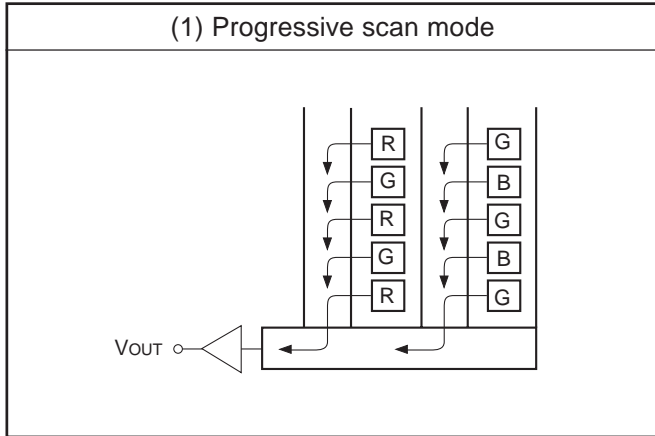 (1) Progressive scan mode
R G
G B
R G
G B
R G
VOUT